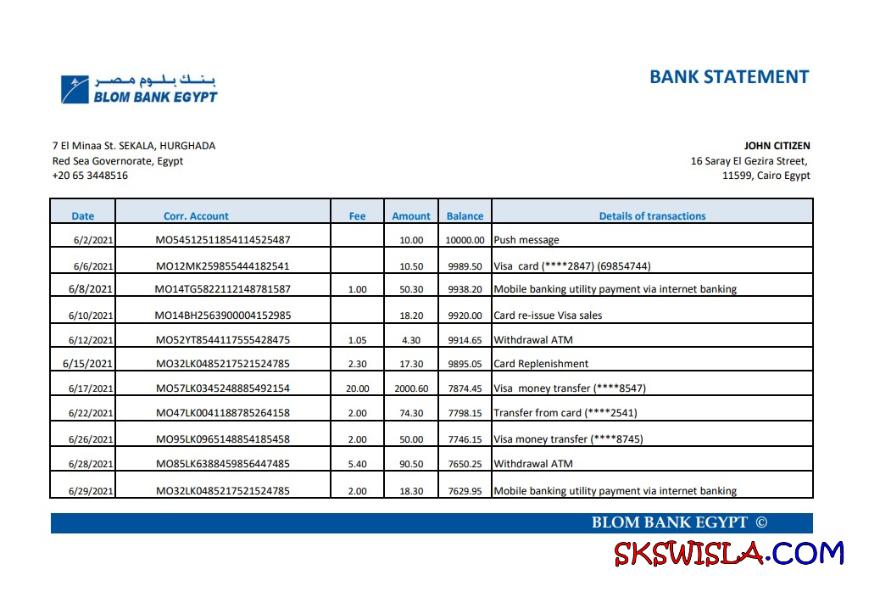 بنك بلوم مصر
BLOM BANK EGYPT
BANK STATEMENT
7 El Minaa St. SEKALA, HURGHADA
Red Sea Governorate, Egypt
+20 65 3448516
JOHN CITIZEN
16 Saray El Gezira Street,
11599, Cairo Egypt
Date Corr. Account Fee Amount Balance Details of transactions
6/2/2021 MO54512511854114525487 10.00 10000.00 Push message
6/6/2021 MO12MK259855444182541 10.50 9989.50 Visa card (****2847) (69854744)
6/8/2021 MO14TG5822112148781587 1.00 50.30 9938.20 Mobile banking utility payment via internet banking
6/10/2021 MO14BH2563900004152985 18.20 9920.00 Card re-issue Visa sales
6/12/2021 MO52YT8544117555428475 1.05 4.30 9914.65 Withdrawal ATM
6/15/2021 MO32LK0485217521524785 2.30 17.30 9895.05 Card Replenishment
6/17/2021 MO57LK0345248885492154 20.00 2000.60 7874.45 Visa money transfer (****8547)
6/22/2021 MO47LK0041188785264158 2.00 74.30 7798.15 Transfer from card (****2541)
6/26/2021 MO95LK0965148854185458 2.00 50.00 7746.15 Visa money transfer (****8745)
6/28/2021 MO85LK6388459856447485 5.40 90.50 7650.25 Withdrawal ATM
6/29/2021 MO32LK0485217521524785 2.00 18.30 7629.95 Mobile banking utility payment via internet banking
BLOM BANK EGYPT ©
SKSWISLA.COM